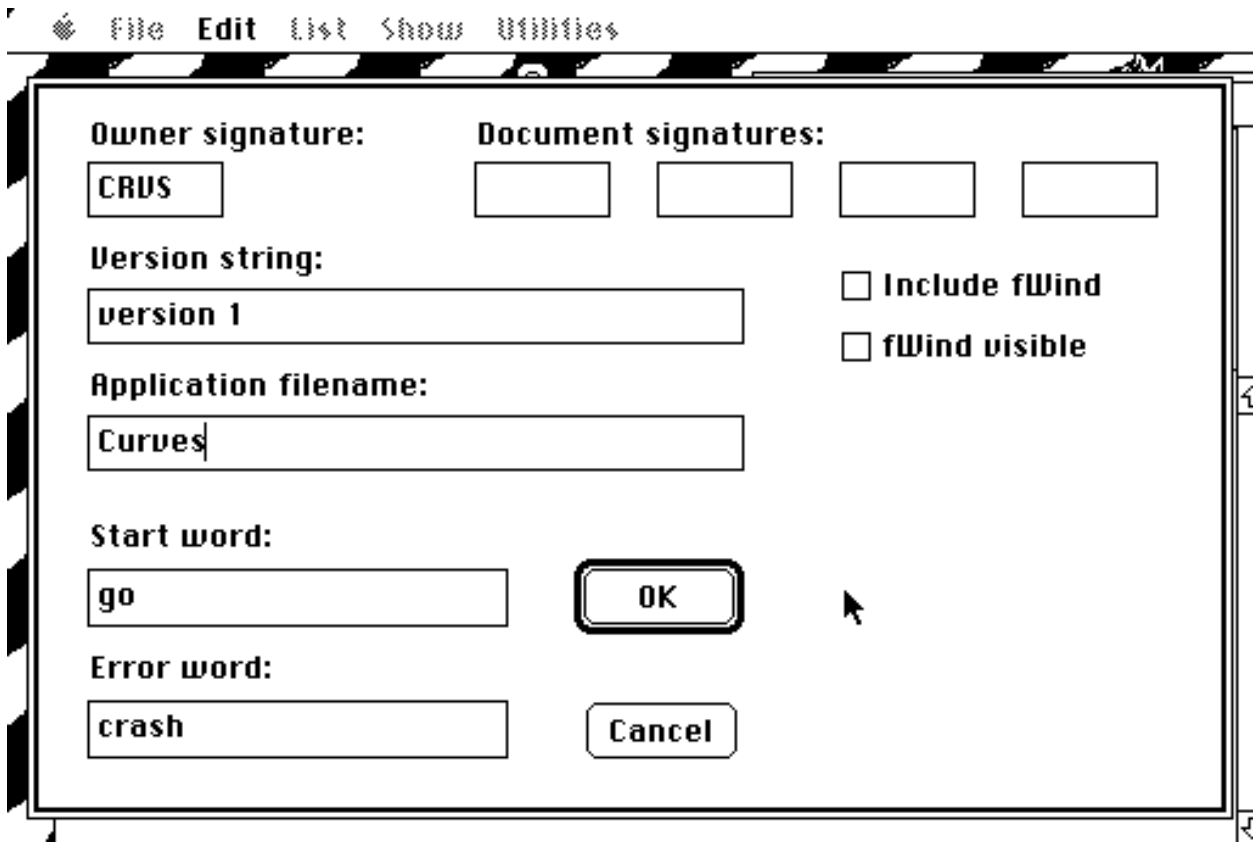 File Edit List Show Utilities
Owner signature: Document signatures:
CRVS
Version string:
Include fWind
version 1
fWind visible
Application filename:
Curves
Start word:
go OK
Error word:
crash Cancel